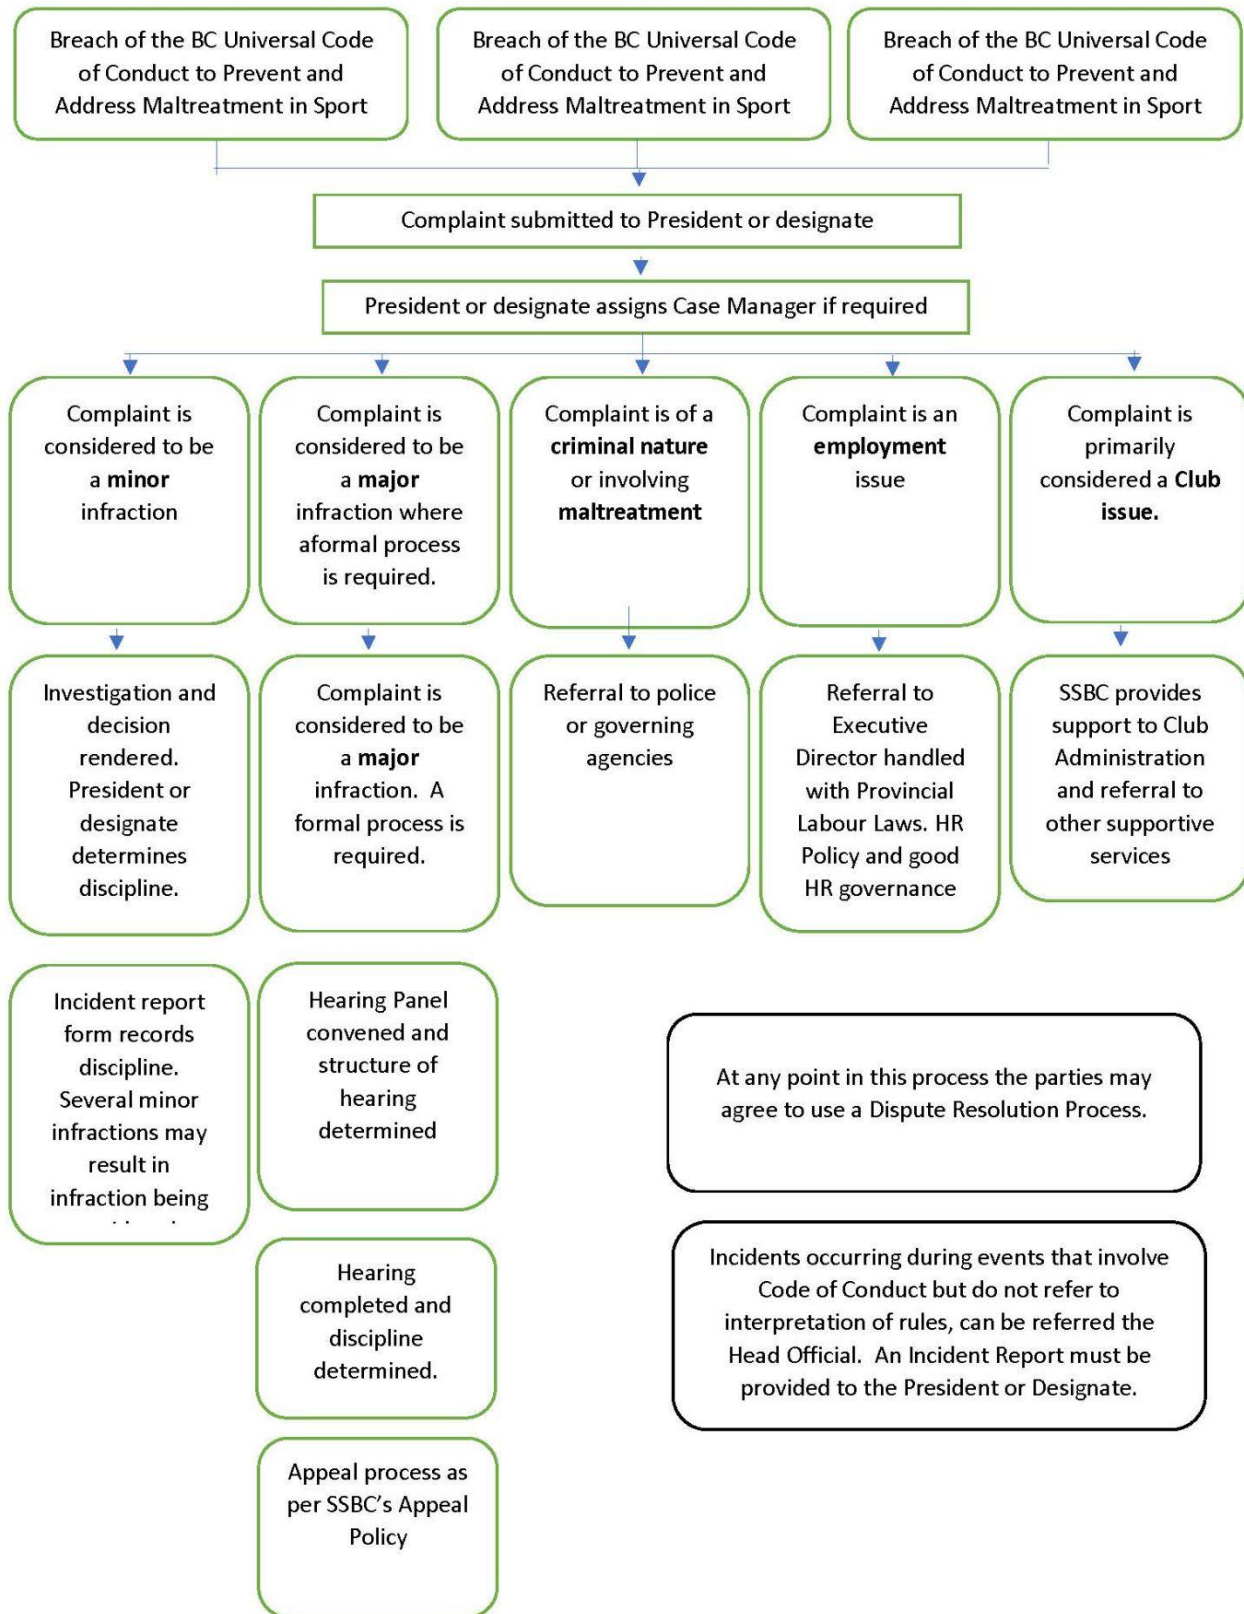 Breach of the BC Universal Code
of Conduct to Prevent and
Address Maltreatment in Sport
Breach of the BC Universal Code
of Conduct to Prevent and
Address Maltreatment in Sport
Breach of the BC Universal Code
of Conduct to Prevent and
Address Maltreatment in Sport
Complaint submitted to President or designate
President or designate assigns Case Manager if required
Complaint is
considered to be
a minor
infraction
Complaint is
considered to be
a major
infraction where
aformal process
is required.
Complaint is of a
criminal nature
or involving
maltreatment
Complaint is an
employment
issue
Complaint is
primarily
considered a Club
issue.
Investigation and
decision
rendered.
President or
designate
determines
discipline.
Complaint is
considered to be
a major
infraction. A
formal process is
required.
Referral to police
or governing
agencies
Referral to
Executive
Director handled
with Provincial
Labour Laws. HR
Policy and good
HR governance
SSBC provides
support to Club
Administration
and referral to
other supportive
services
Incident report
form records
discipline.
Several minor
infractions may
result in
infraction being
Hearing Panel
convened and
structure of
hearing
determined
At any point in this process the parties may
agree to use a Dispute Resolution Process.
Incidents occurring during events that involve
Code of Conduct but do not refer to
interpretation of rules, can be referred the
Head Official. An Incident Report must be
provided to the President or Designate.
Hearing
completed and
discipline
determined.
Appeal process as
per SSBC's Appeal
Policy